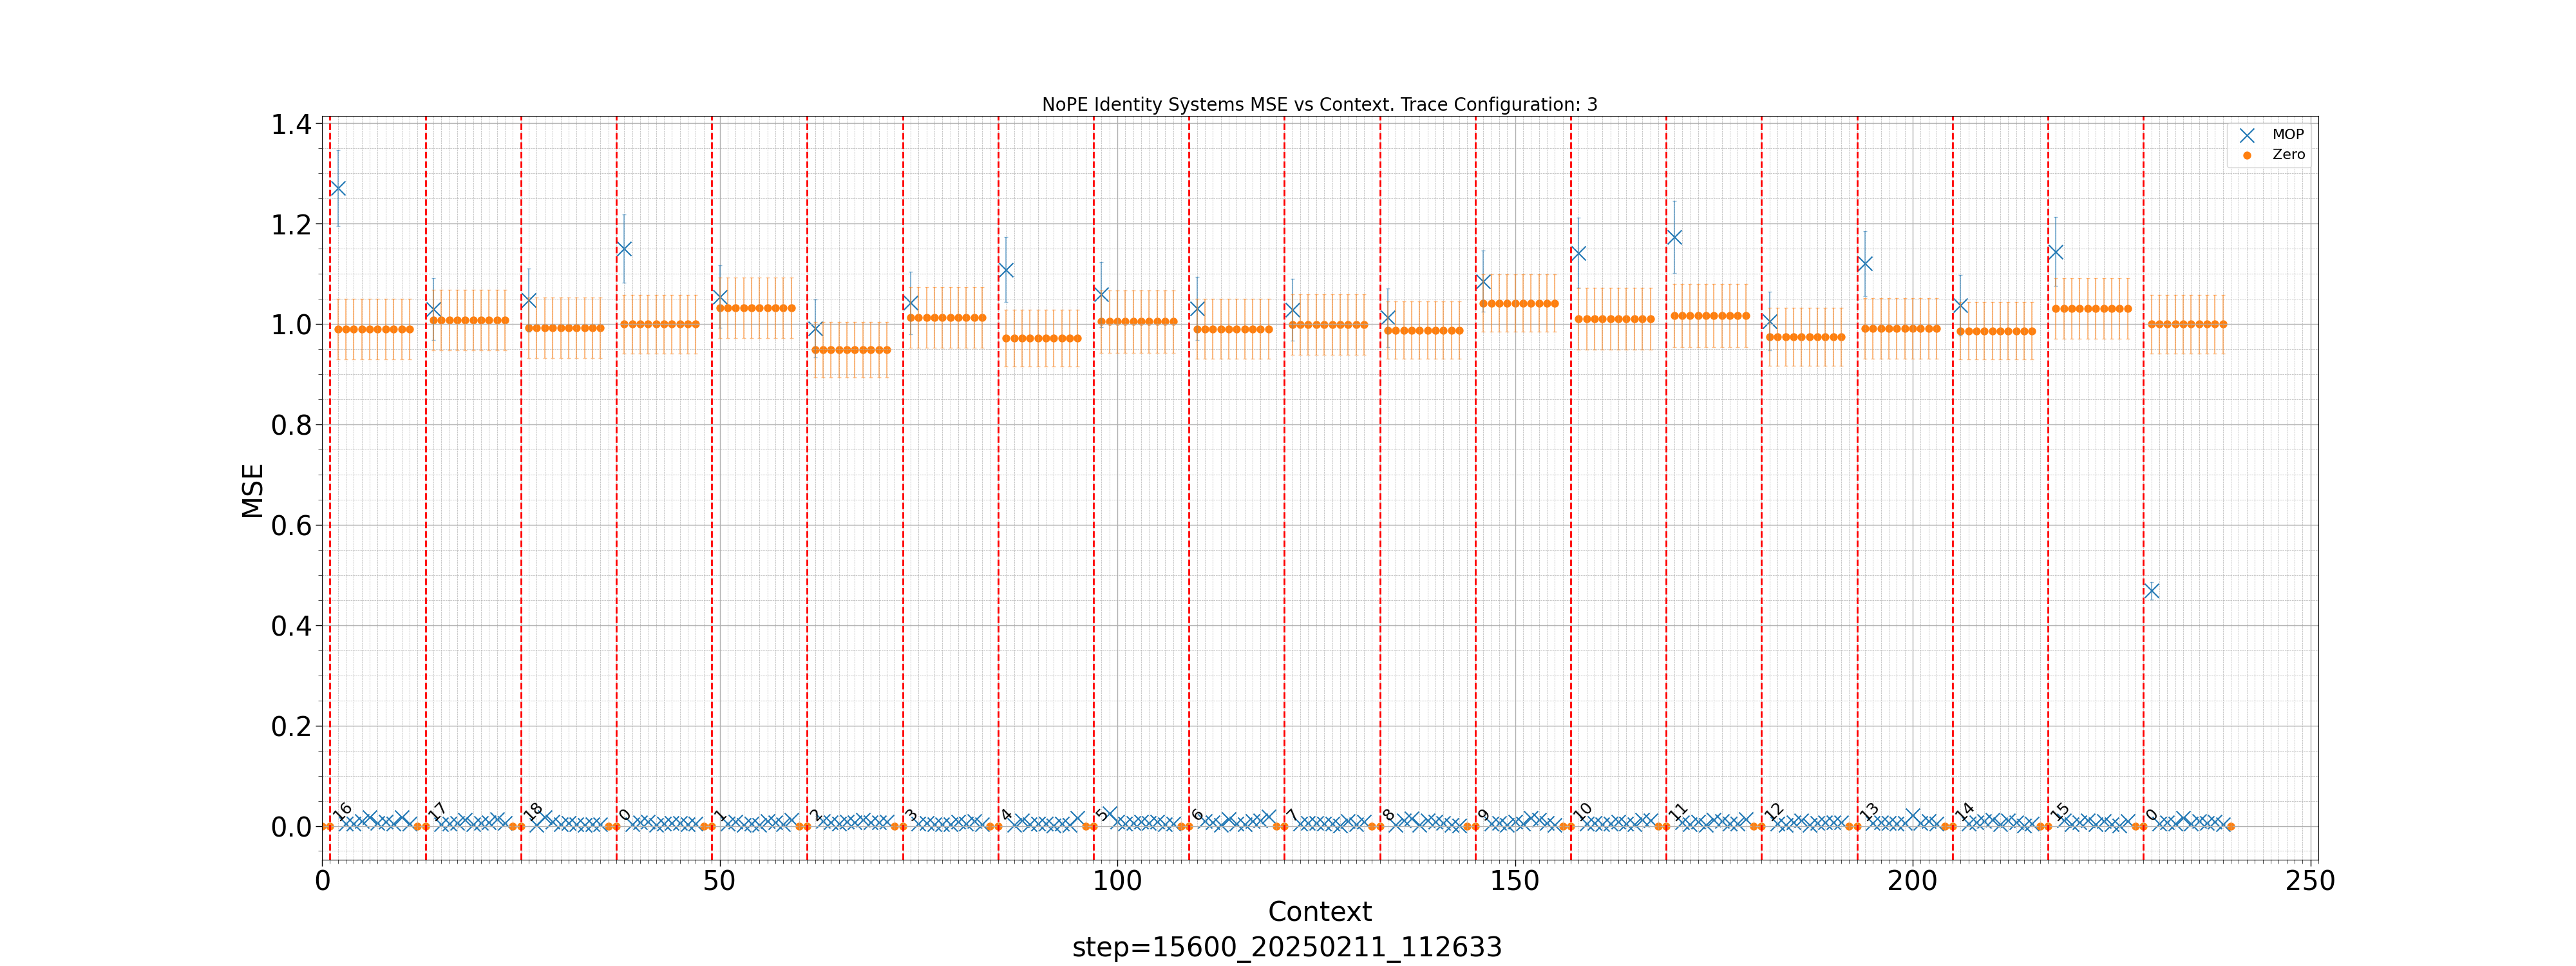 NoPE Identity Systems MSE vs Context. Trace Configuration: 3
MOP
Zero
1.4
1.2
1.0
0.8
0.6
0.4
0.2
0.0
MSE
16 17 18 0 1 2 3 4 5 6 7 8 9 10 11 12 13 14 15 0
0 50 100 150 200 250
Context
step=15600_20250211_112633